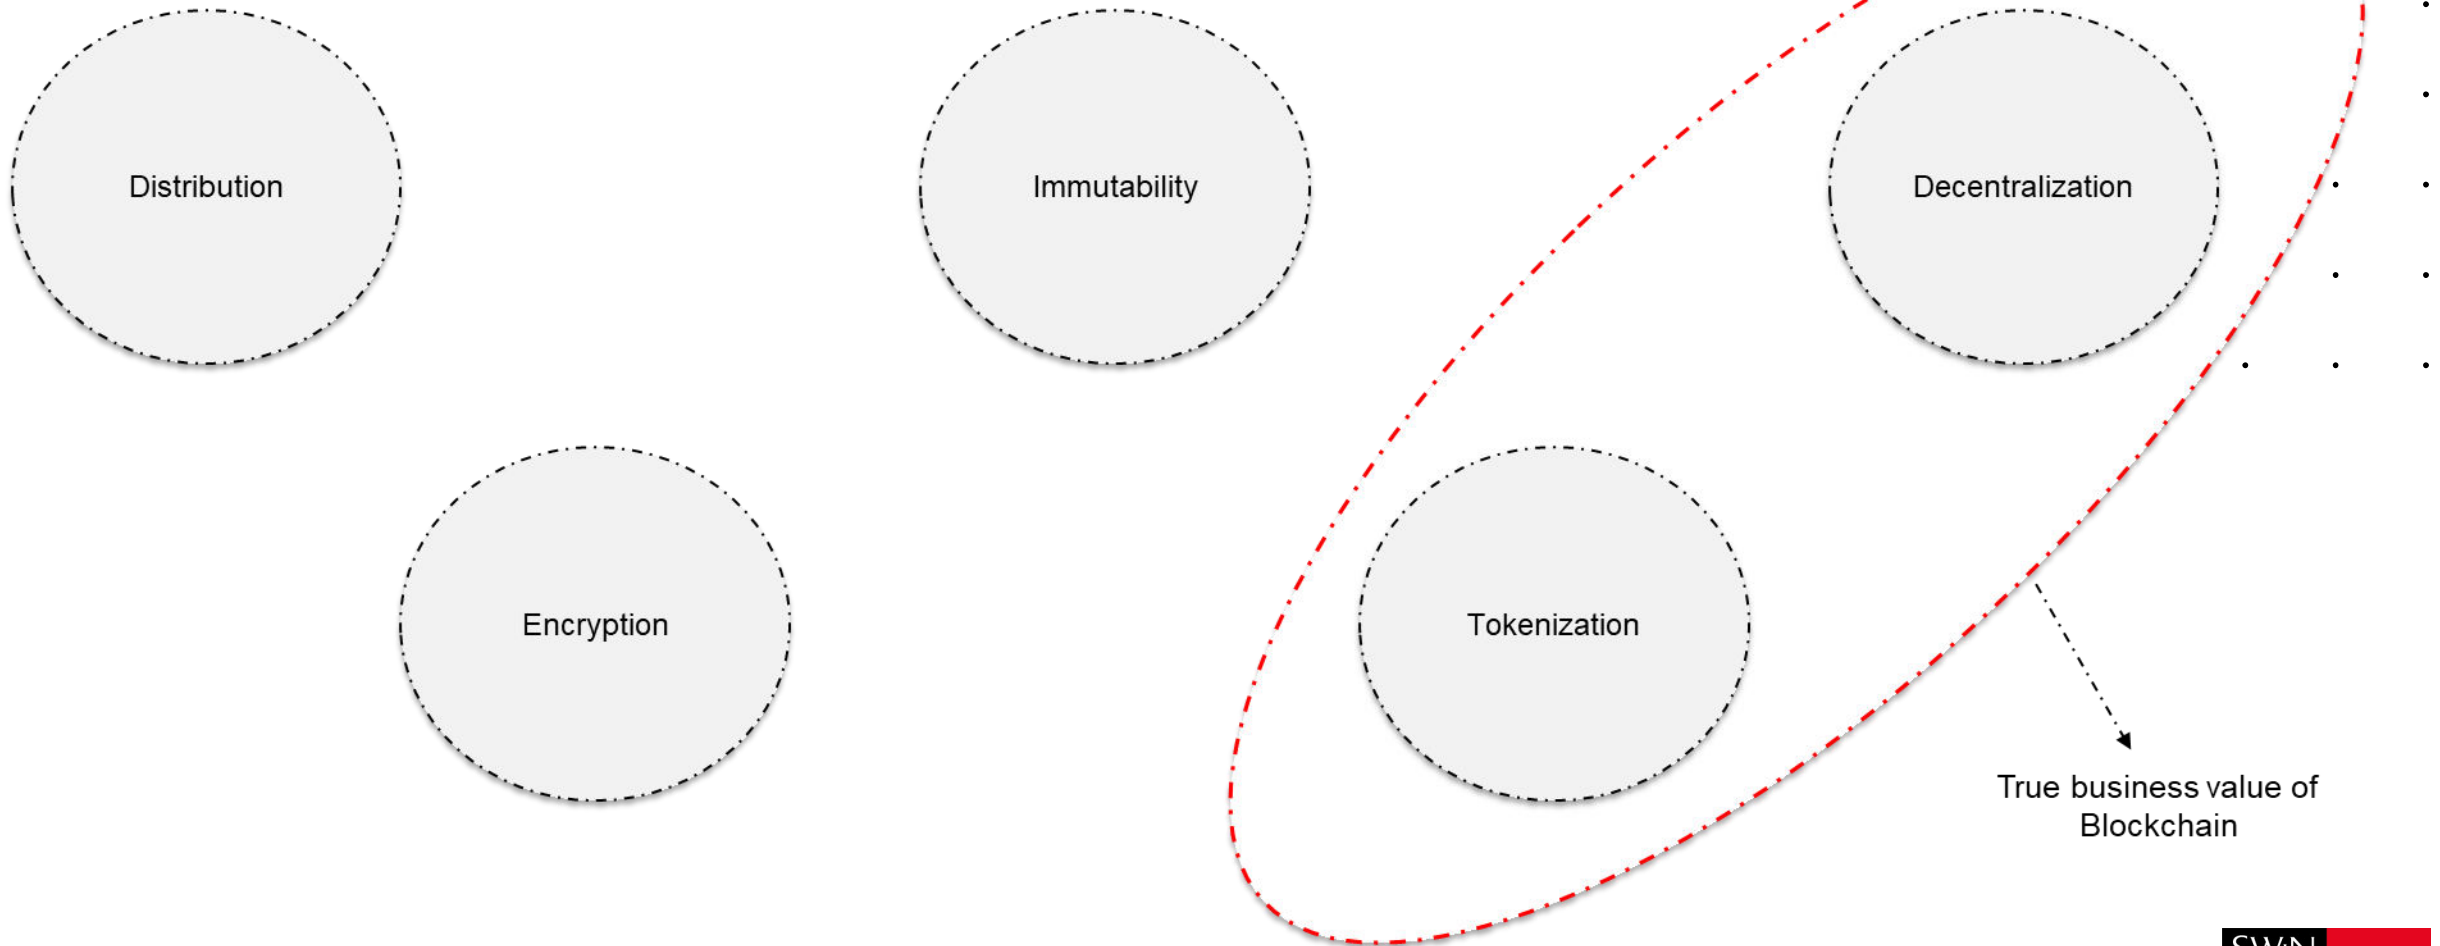 Distribution
Immutability
Decentralization
Encryption
Tokenization
True business value of
Blockchain